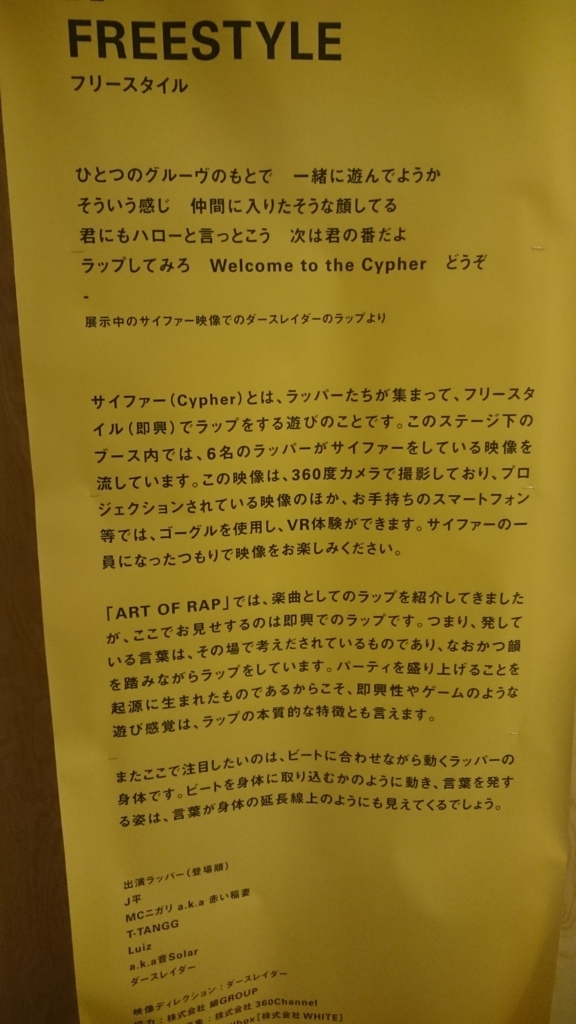 FREESTYLE
フリースタイル
ひとつのグルーヴのもとで　一緒に遊んでようか
そういう感じ　仲間に入りたそうな顔してる
君にもハローと言っとこう　次は君の番だよ
ラップしてみろ　Welcome to the Cypher　どうぞ
-
展示中のサイファー映像でのダースレイダーのラップより
サイファー（Cypher）とは、ラッパーたちが集まって、フリースタ
イル（即興）でラップをする遊びのことです。このステージ下の
ブース内では、6名のラッパーがサイファーをしている映像を
流しています。この映像は、360度カメラで撮影しており、プロ
ジェクションされている映像のほか、お手持ちのスマートフォン
等では、ゴーグルを使用し、VR体験ができます。サイファーの一
員になったつもりで映像をお楽しみください。
「ART OF RAP」では、楽曲としてのラップを紹介してきました
が、ここでお見せするのは即興でのラップです。つまり、発して
いる言葉は、その場で考えだされているものであり、なおかつ韻
を踏みながらラップをしています。パーティを盛り上げることを
起源に生まれたものであるからこそ、即興性やゲームのような
遊び感覚は、ラップの本質的な特徴とも言えます。
またここで注目したいのは、ビートに合わせながら動くラッパーの
身体です。ビートを身体に取り込むかのように動き、言葉を発す
る姿は、言葉が身体の延長線上のようにも見えてくるでしょう。
出演ラッパー（登場順）
J平
MCニガリ a.k.a 赤い稲妻
T-TANGG
Luiz
a.k.a音Solar
ダースレイダー
映像ディレクション：ダースレイダー
協力：株式会社 鎖GROUP
集：株式会社 360Channel
box［株式会社WHITE］